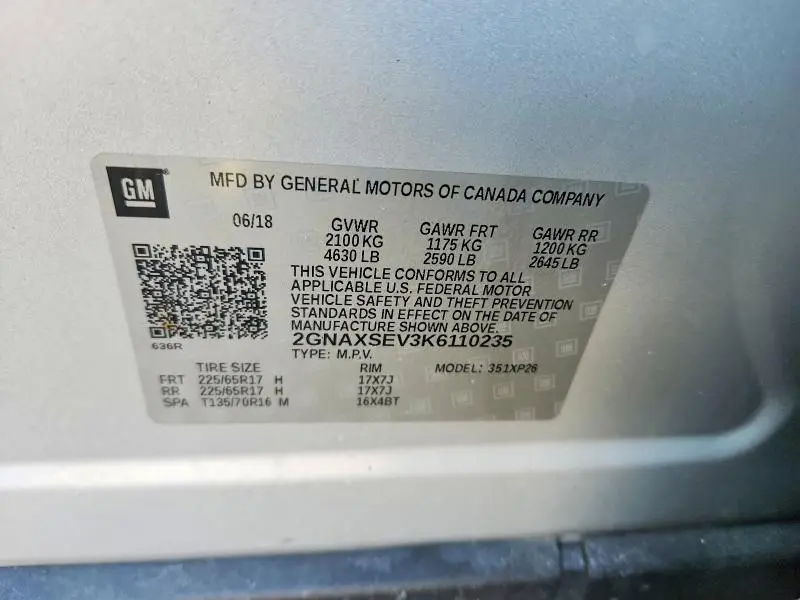 GM
MFD BY GENERAL MOTORS OF CANADA COMPANY
06/18 GVWR GAWR FRT GAWR RR
2100 KG 1175 KG 1200 KG
4630 LB 2590 LB 2645 LB
THIS VEHICLE CONFORMS TO ALL
APPLICABLE U.S. FEDERAL MOTOR
VEHICLE SAFETY AND THEFT PREVENTION
STANDARDS IN EFFECT ON THE DATE OF
MANUFACTURE SHOWN ABOVE.
636R 2GNAXSEV3K6110235
TYPE: M.P.V.
TIRE SIZE RIM MODEL: 351XP26
FRT 225/65R17 H 17X7J
RR 225/65R17 H 17X7J
SPA T135/70R16 M 16X4BT